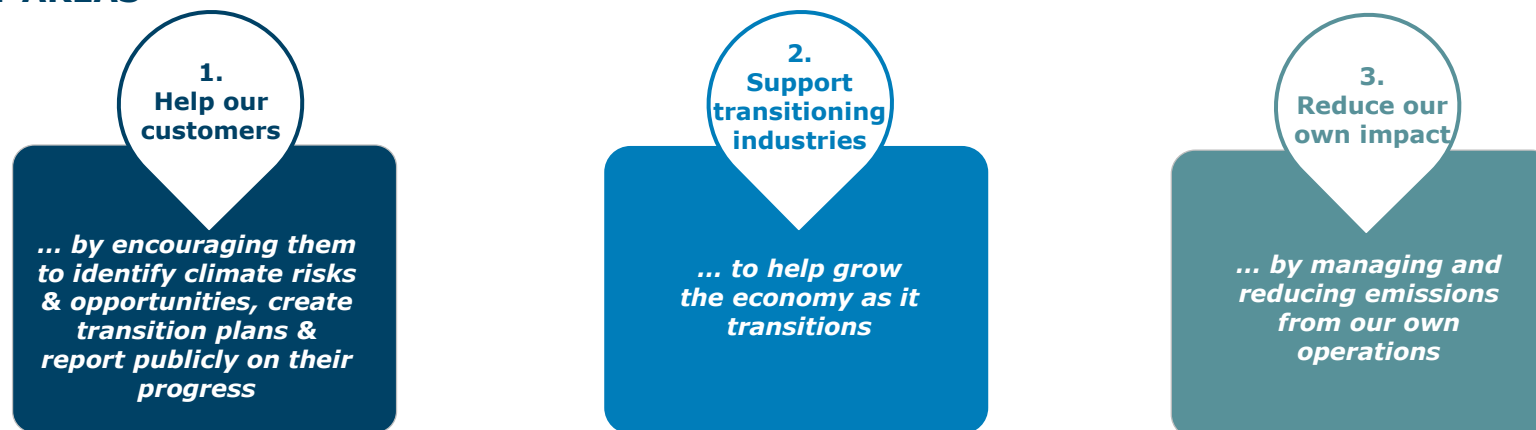 AREAS
1.
Help our
customers
... by encouraging them
to identify climate risks
& opportunities, create
transition plans &
report publicly on their
progress
2.
Support
transitioning
industries
... to help grow
the economy as it
transitions
3.
Reduce our
own impact
... by managing and
reducing emissions
from our own
operations